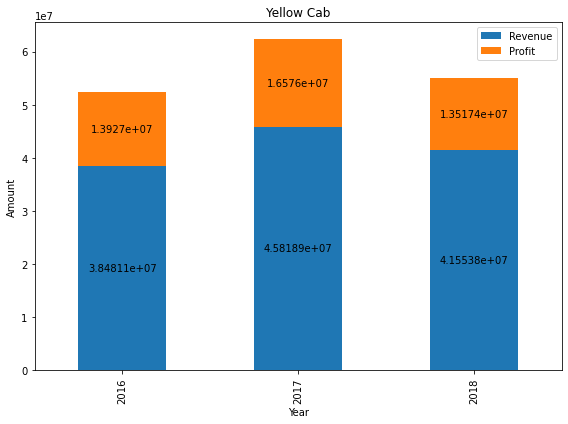 Yellow Cab
1e7
Revenue
Profit
6
5
4
3
2
1
0
Amount
1.3927e+07
1.6576e+07
1.35174e+07
3.84811e+07
4.58189e+07
4.15538e+07
2016
2017
2018
Year